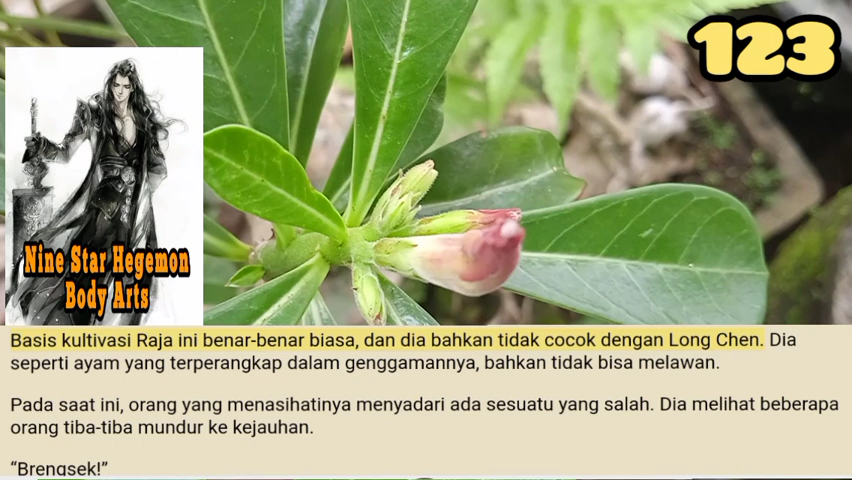 123
Nine Star Hegemon
Body Arts
Basis kultivasi Raja ini benar-benar biasa, dan dia bahkan tidak cocok dengan Long Chen. Dia
seperti ayam yang terperangkap dalam genggamannya, bahkan tidak bisa melawan.
Pada saat ini, orang yang menasihatinya menyadari ada sesuatu yang salah. Dia melihat beberapa
orang tiba-tiba mundur ke kejauhan.
“Brengsek!”